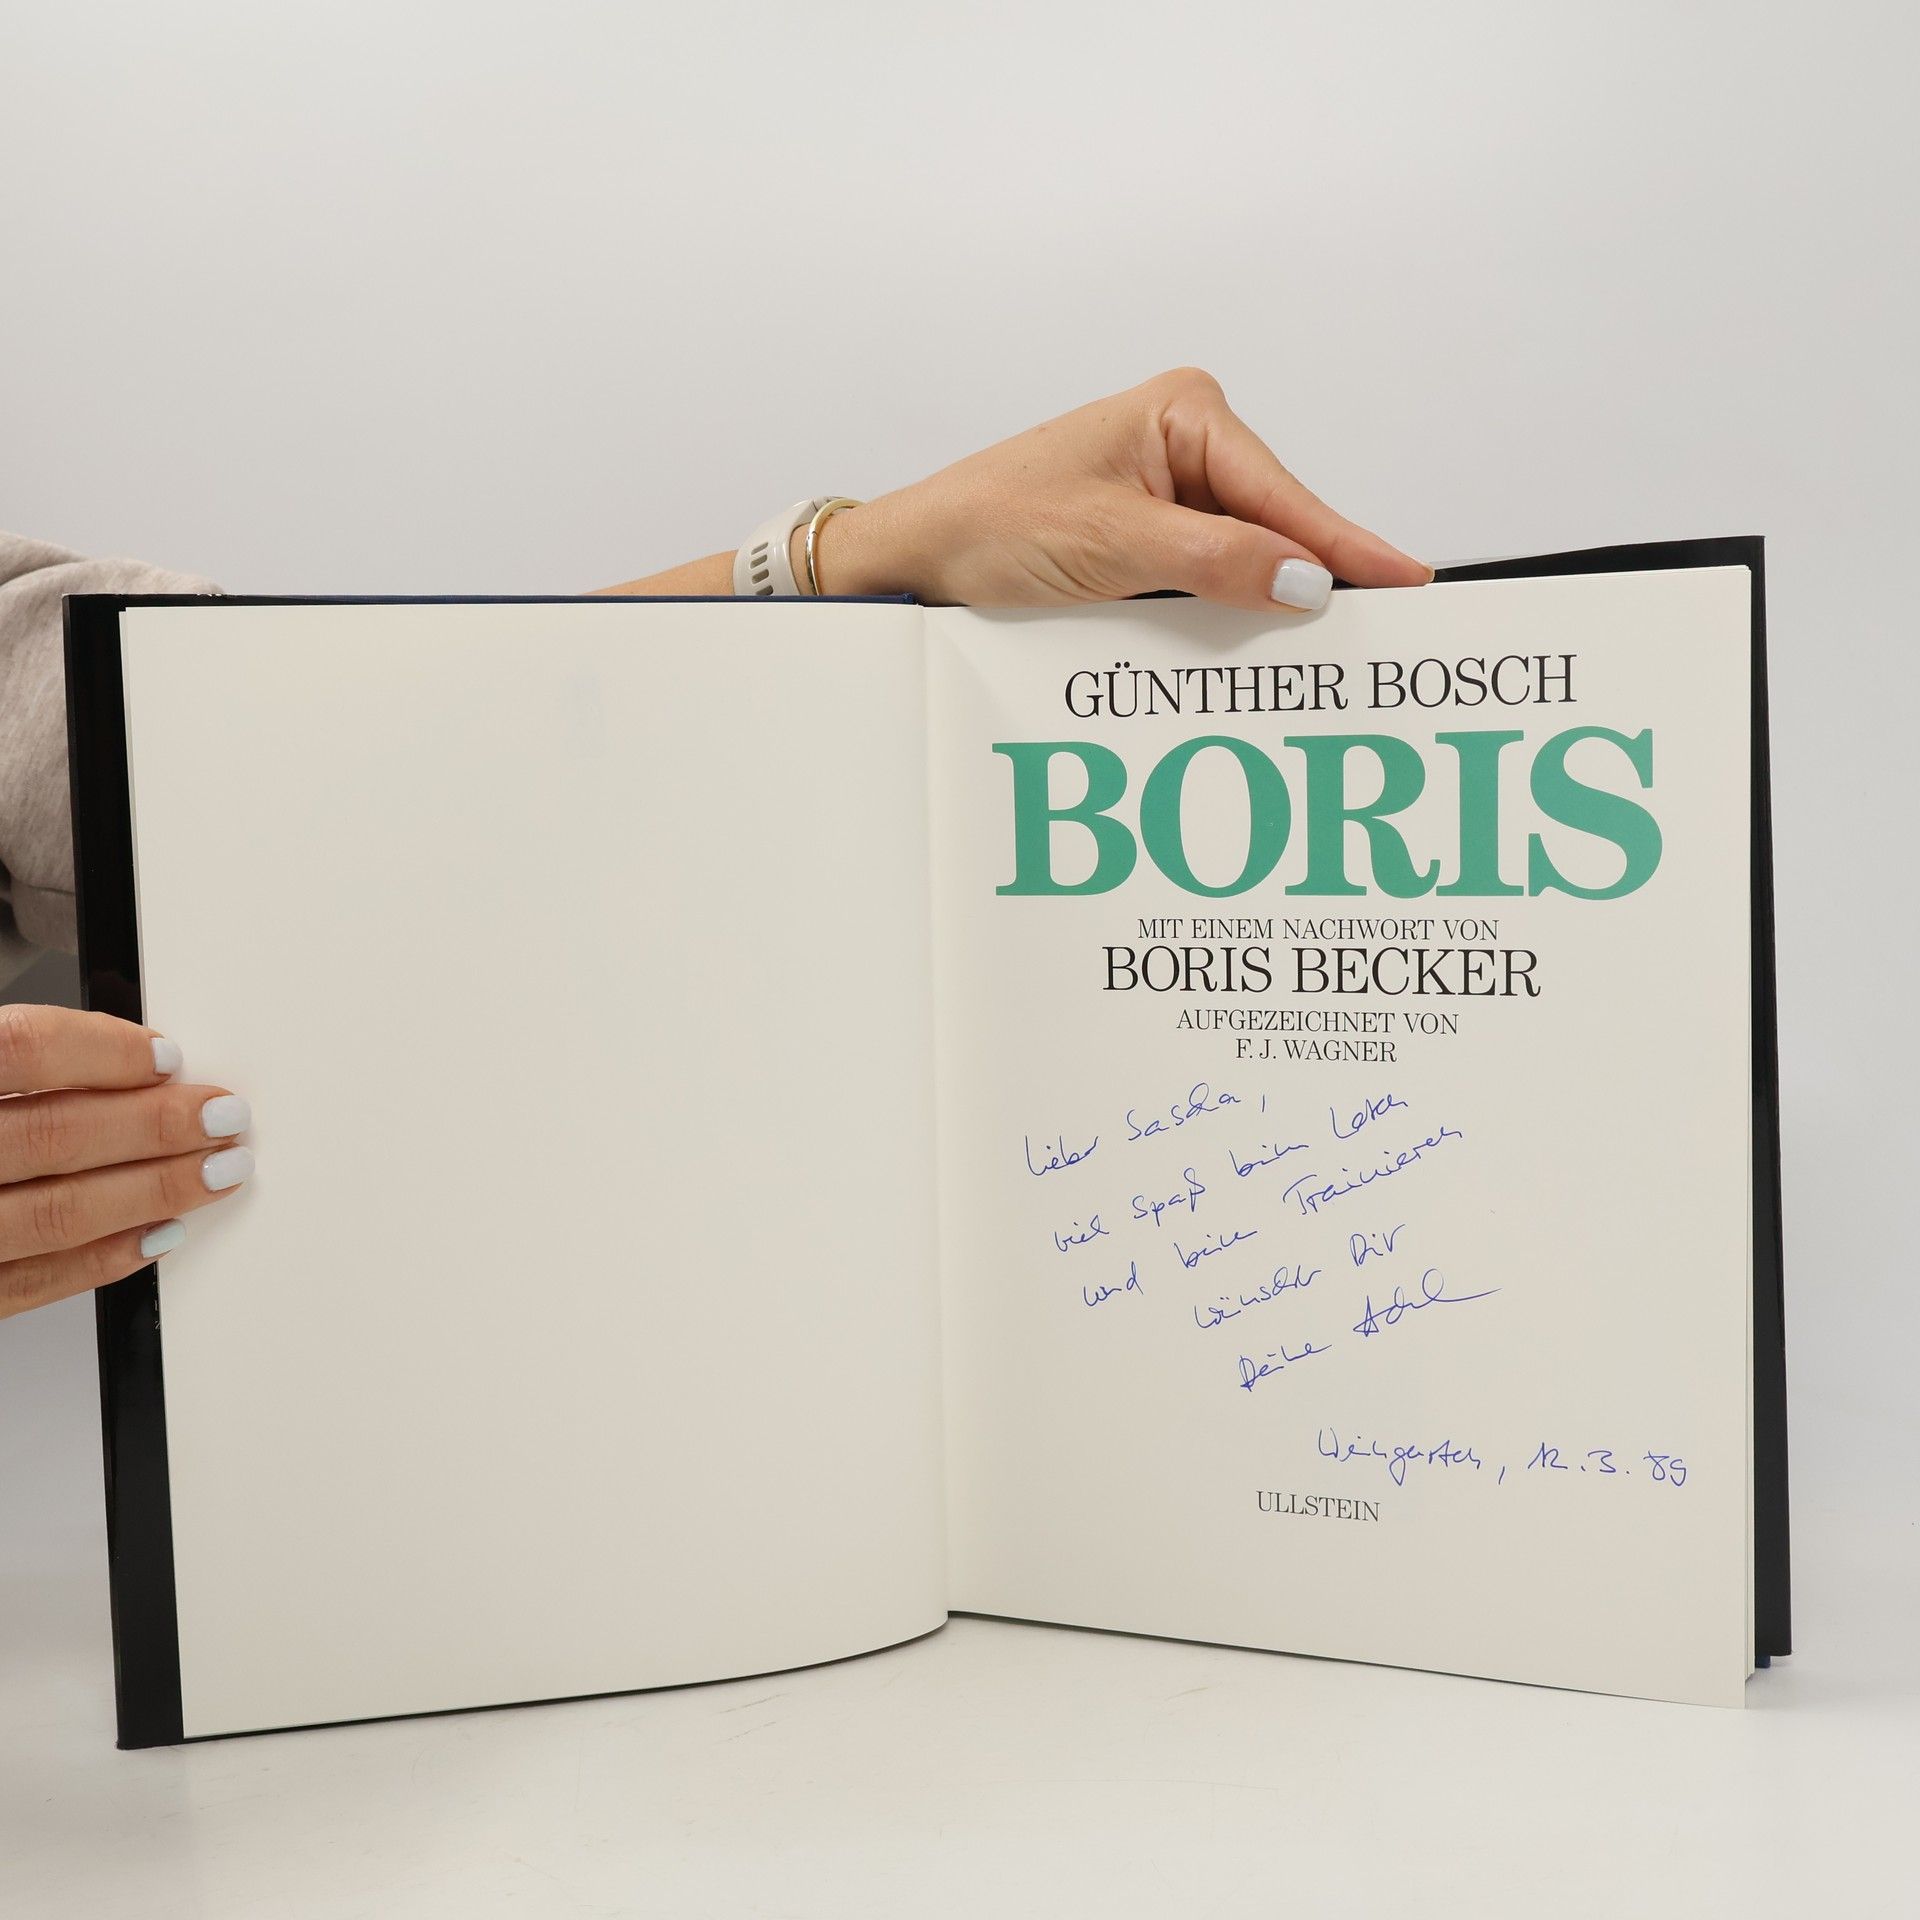 GÜNTHER BOSCH
BORIS
MIT EINEM NACHWORT VON
BORIS BECKER
AUFGEZEICHNET VON
F. J. WAGNER
Lieber Sascha,
viel Spaß beim Lesen
und beim Trainieren
wünscht Dir
Deine
Weingarten, 12.3.89
ULLSTEIN